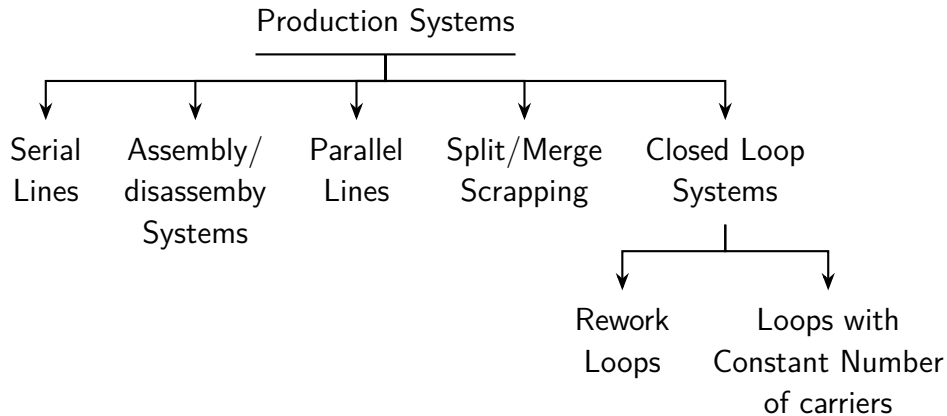 Production Systems
Serial
Lines
Assembly/
disassemby
Systems
Parallel
Lines
Split/Merge
Scrapping
Closed Loop
Systems
Rework
Loops
Loops with
Constant Number
of carriers